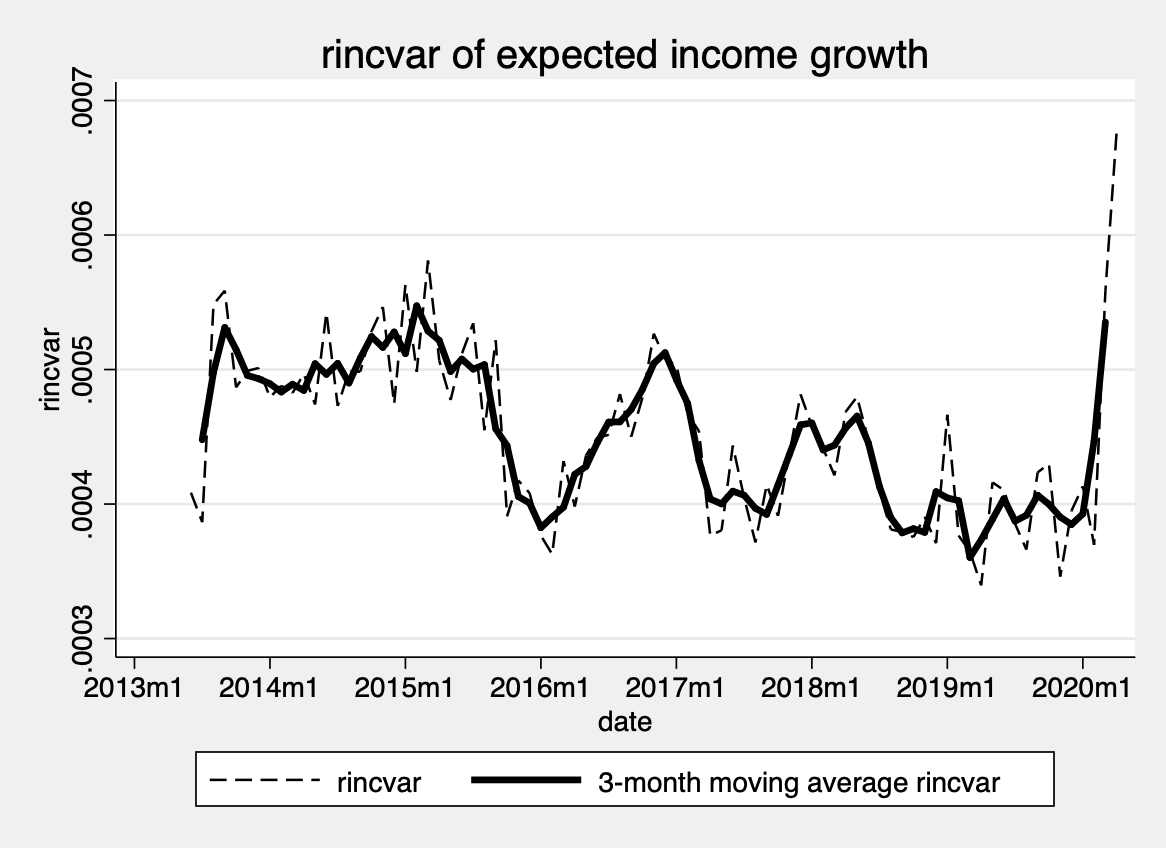 rincvar of expected income growth
rincvar
.0007
.0006
.0005
.0004
.0003
2013m1 2014m1 2015m1 2016m1 2017m1 2018m1 2019m1 2020m1
date
rincvar 3-month moving average rincvar